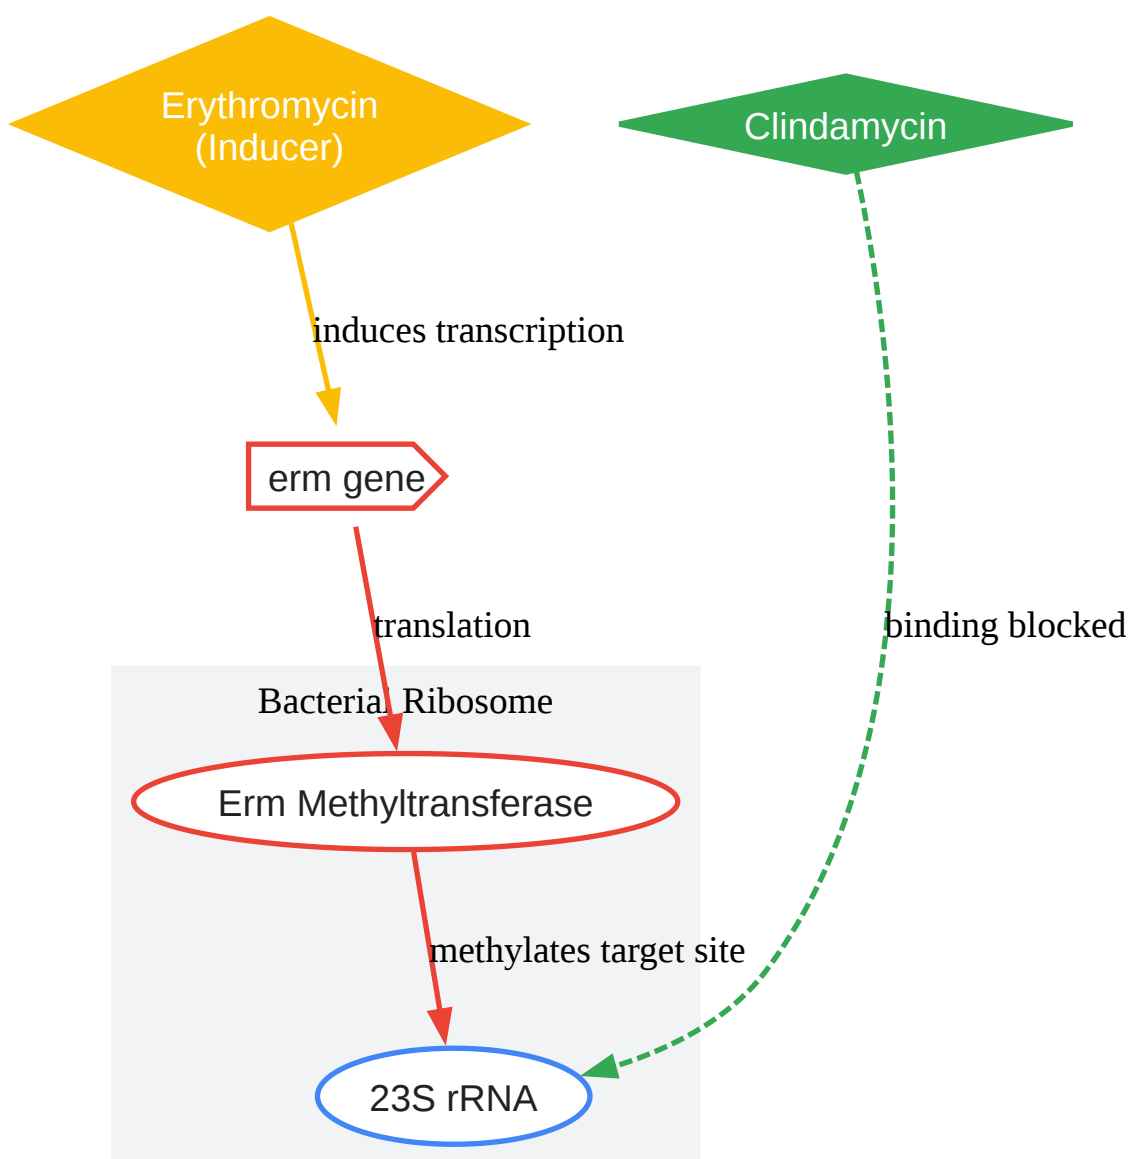 Erythromycin
(Inducer)
Clindamycin
induces transcription
erm gene
translation
binding blocked
Bacterial Ribosome
Erm Methyltransferase
methylates target site
23S rRNA